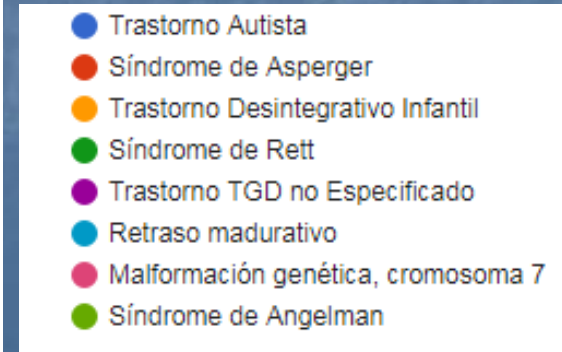 Trastorno Autista
Síndrome de Asperger
Trastorno Desintegrativo Infantil
Síndrome de Rett
Trastorno TGD no Especificado
Retraso madurativo
Malformación genética, cromosoma 7
Síndrome de Angelman